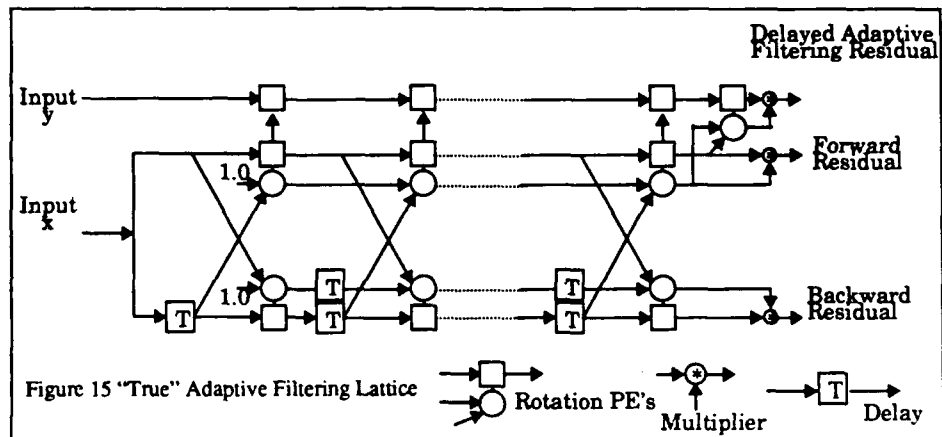 Delayed Adaptive
Filtering Residual
Input
y
Forward
Residual
1.0
Input
x
1.0
T
T
T
T
T
Backward
Residual
Figure 15 "True" Adaptive Filtering Lattice
Rotation PE's
*
Multiplier
T
Delay